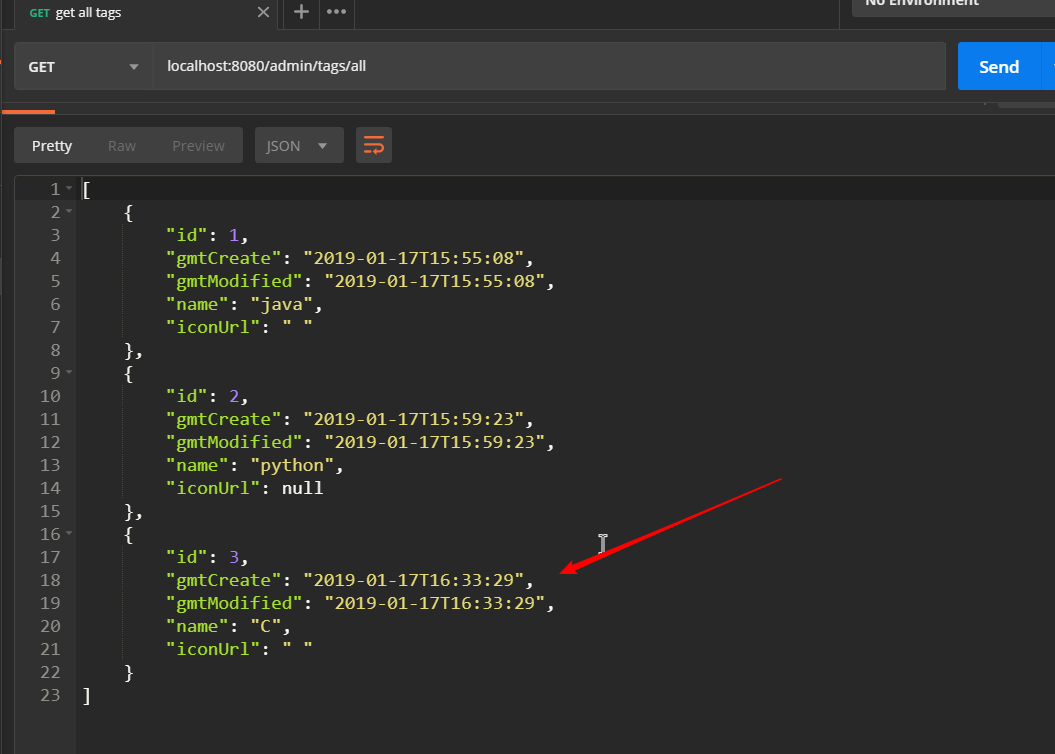 GET get all tags
No Environment
GET localhost:8080/admin/tags/all Send
Pretty Raw Preview JSON
1 [
2 {
3 "id": 1,
4 "gmtCreate": "2019-01-17T15:55:08",
5 "gmtModified": "2019-01-17T15:55:08",
6 "name": "java",
7 "iconUrl": " "
8 },
9 {
10 "id": 2,
11 "gmtCreate": "2019-01-17T15:59:23",
12 "gmtModified": "2019-01-17T15:59:23",
13 "name": "python",
14 "iconUrl": null
15 },
16 {
17 "id": 3,
18 "gmtCreate": "2019-01-17T16:33:29",
19 "gmtModified": "2019-01-17T16:33:29",
20 "name": "C",
21 "iconUrl": " "
22 }
23 ]